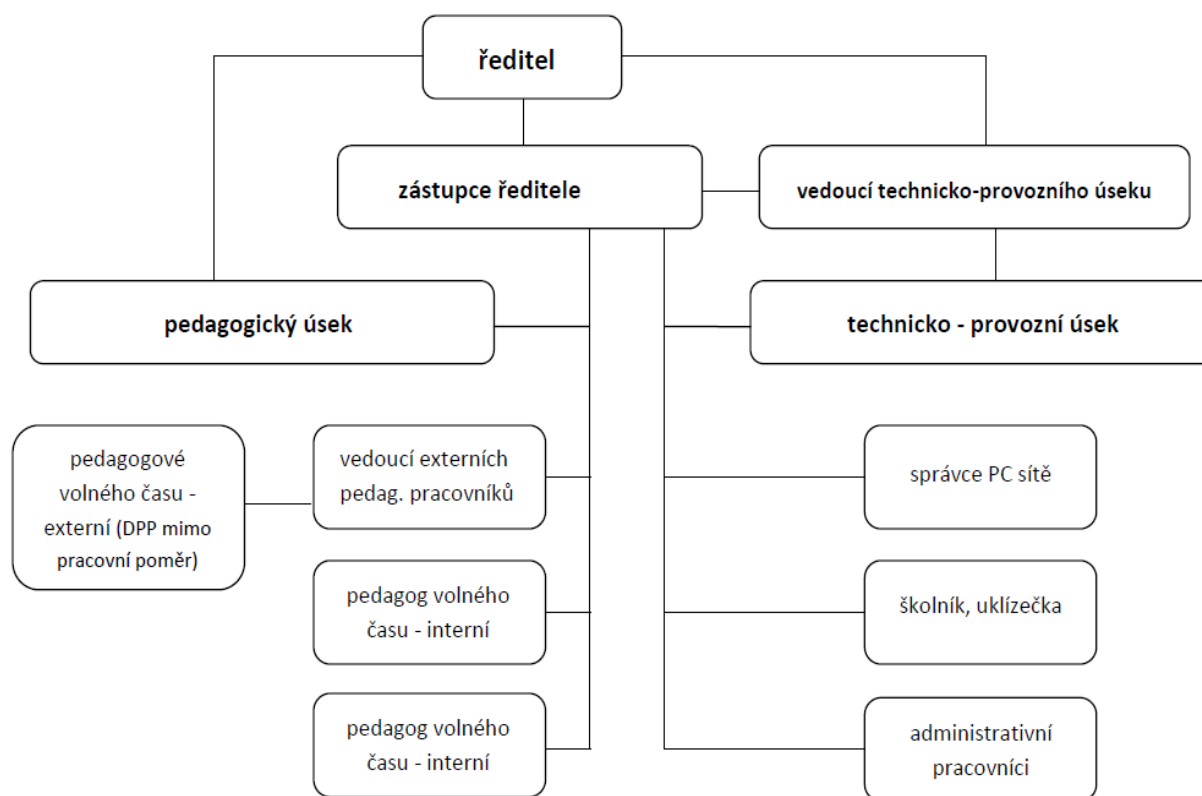 ředitel
zástupce ředitele
vedoucí technicko-provozního úseku
pedagogický úsek
technicko - provozní úsek
pedagogové
volného času -
externí (DPP mimo
pracovní poměr)
vedoucí externích
pedag. pracovníků
správce PC sítě
pedagog volného
času - interní
školník, uklízečka
pedagog volného
času - interní
administrativní
pracovníci